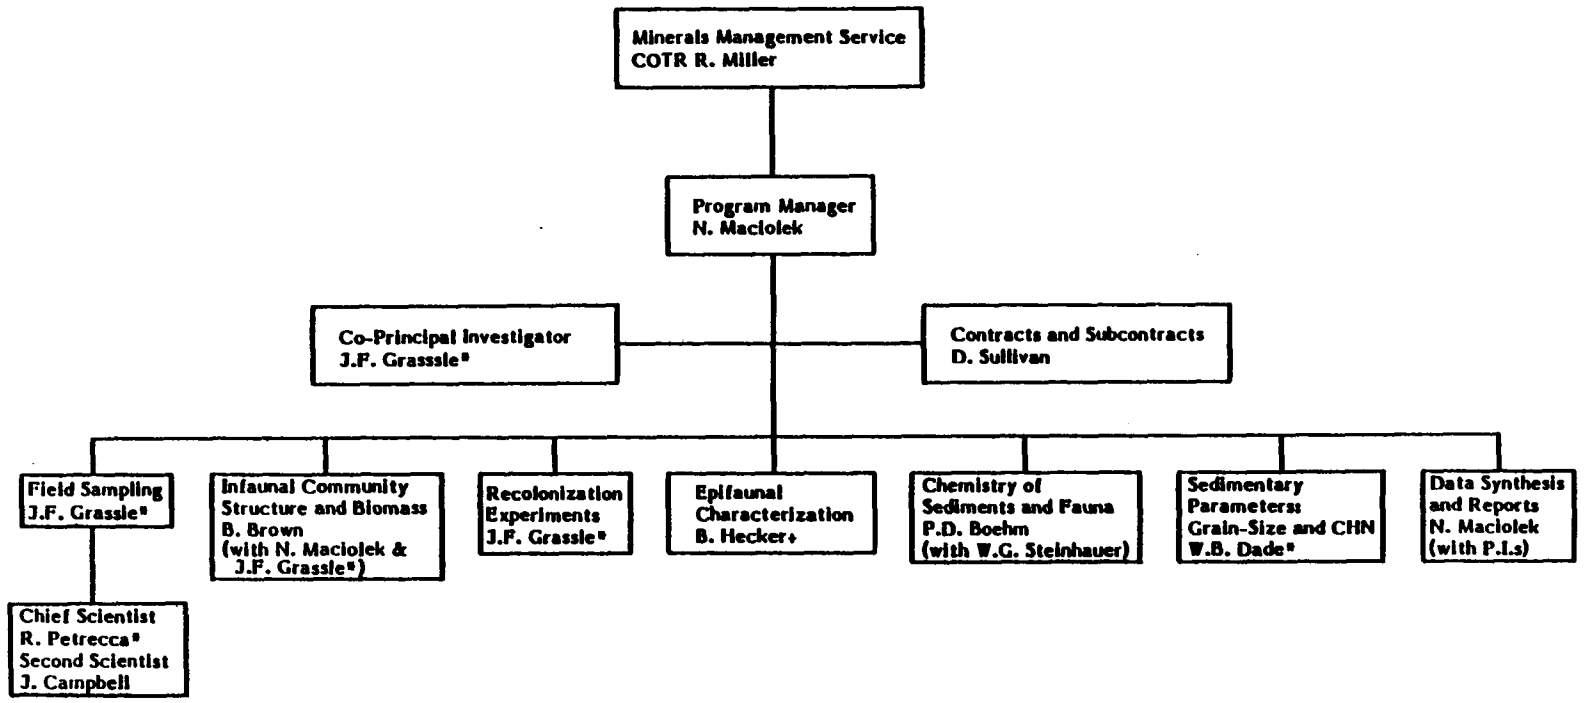 Minerals Management Service
COTR R. Miller
Program Manager
N. Maciolek
Co-Principal Investigator
J.F. Grasssle*
Contracts and Subcontracts
D. Sullivan
Field Sampling
J.F. Grassle*
Infaunal Community
Structure and Biomass
B. Brown
(with N. Maciolek &
J.F. Grassle*)
Recolonization
Experiments
J.F. Grassle*
Epifaunal
Characterization
B. Hecker+
Chemistry of
Sediments and Fauna
P.D. Boehm
(with W.G. Steinhauer)
Sedimentary
Parameters:
Grain-Size and CHN
W.B. Dade*
Data Synthesis
and Reports
N. Maciolek
(with P.I.s)
Chief Scientist
R. Petrecca*
Second Scientist
J. Campbell